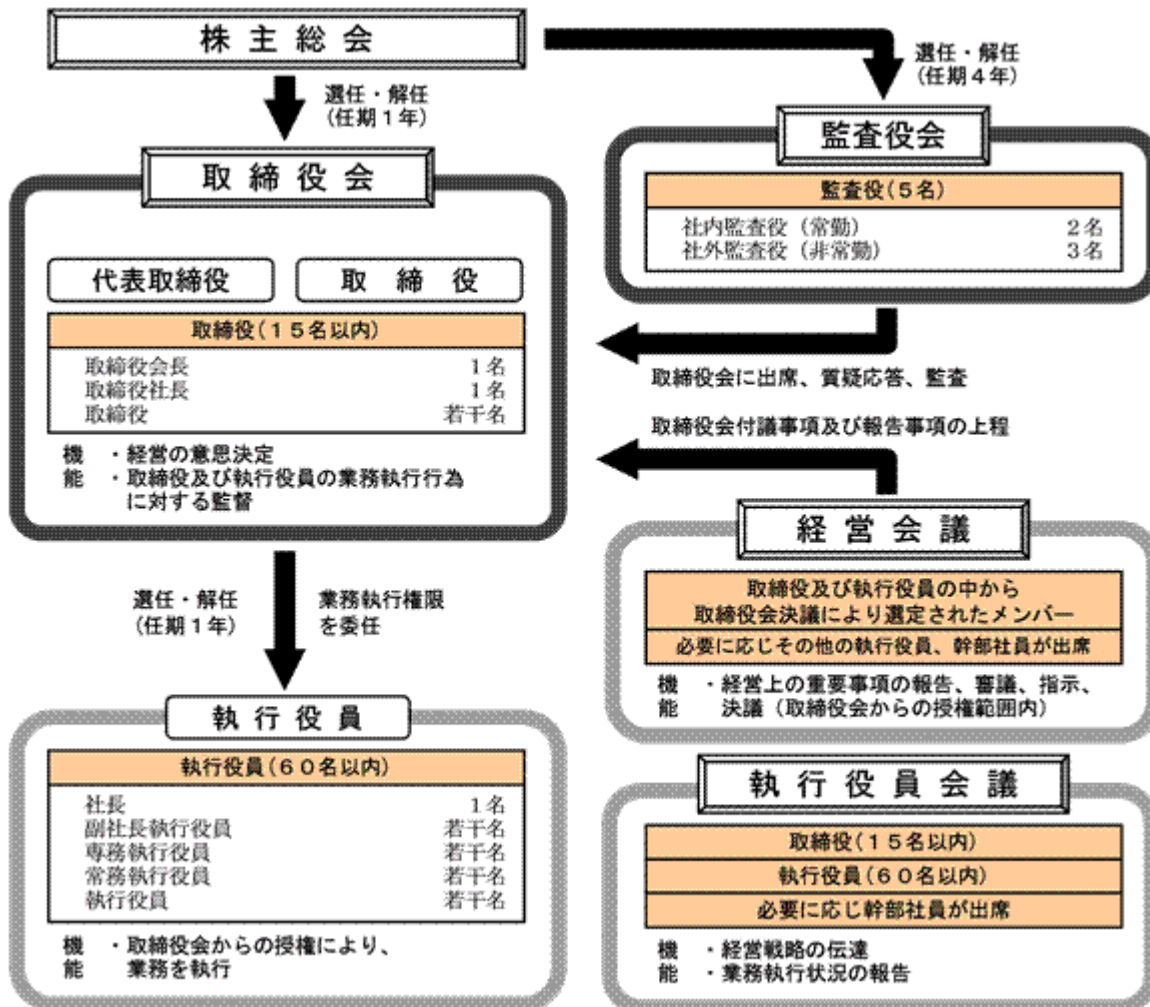 株主総会
選任・解任
(任期1年)
選任・解任
(任期4年)
取締役会
代表取締役
取締役
取締役(15名以内)
取締役会長 1名
取締役社長 1名
取締役 若干名
機能
・経営の意思決定
・取締役及び執行役員の業務執行行為
に対する監督
監査役会
監査役(5名)
社内監査役(常勤) 2名
社外監査役(非常勤) 3名
取締役会に出席、質疑応答、監査
取締役会付議事項及び報告事項の上程
選任・解任
(任期1年)
業務執行権限
を委任
経営会議
取締役及び執行役員の中から
取締役会決議により選定されたメンバー
必要に応じその他の執行役員、幹部社員が出席
機能
・経営上の重要事項の報告、審議、指示、
決議(取締役会からの授権範囲内)
執行役員
執行役員(60名以内)
社長 1名
副社長執行役員 若干名
専務執行役員 若干名
常務執行役員 若干名
執行役員 若干名
機能
・取締役会からの授権により、
業務を執行
執行役員会議
取締役(15名以内)
執行役員(60名以内)
必要に応じ幹部社員が出席
機能
・経営戦略の伝達
・業務執行状況の報告